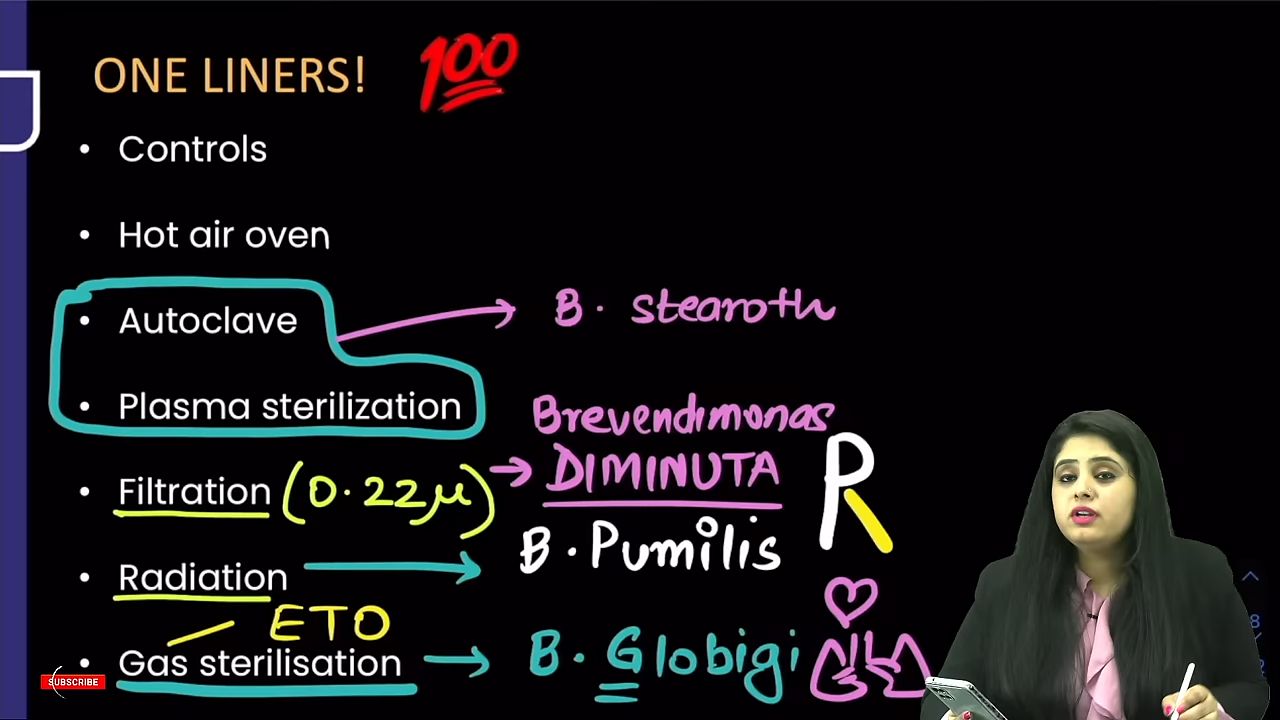 ONE LINERS! 💯
• Controls
• Hot air oven
• Autoclave → B. stearoth
• Plasma sterilization
Brevendimonas
• Filtration (0.22µ) → DIMINUTA
• Radiation → B. Pumilis
R
ETO
• Gas sterilisation → B. Globigi
SUBSCRIBE